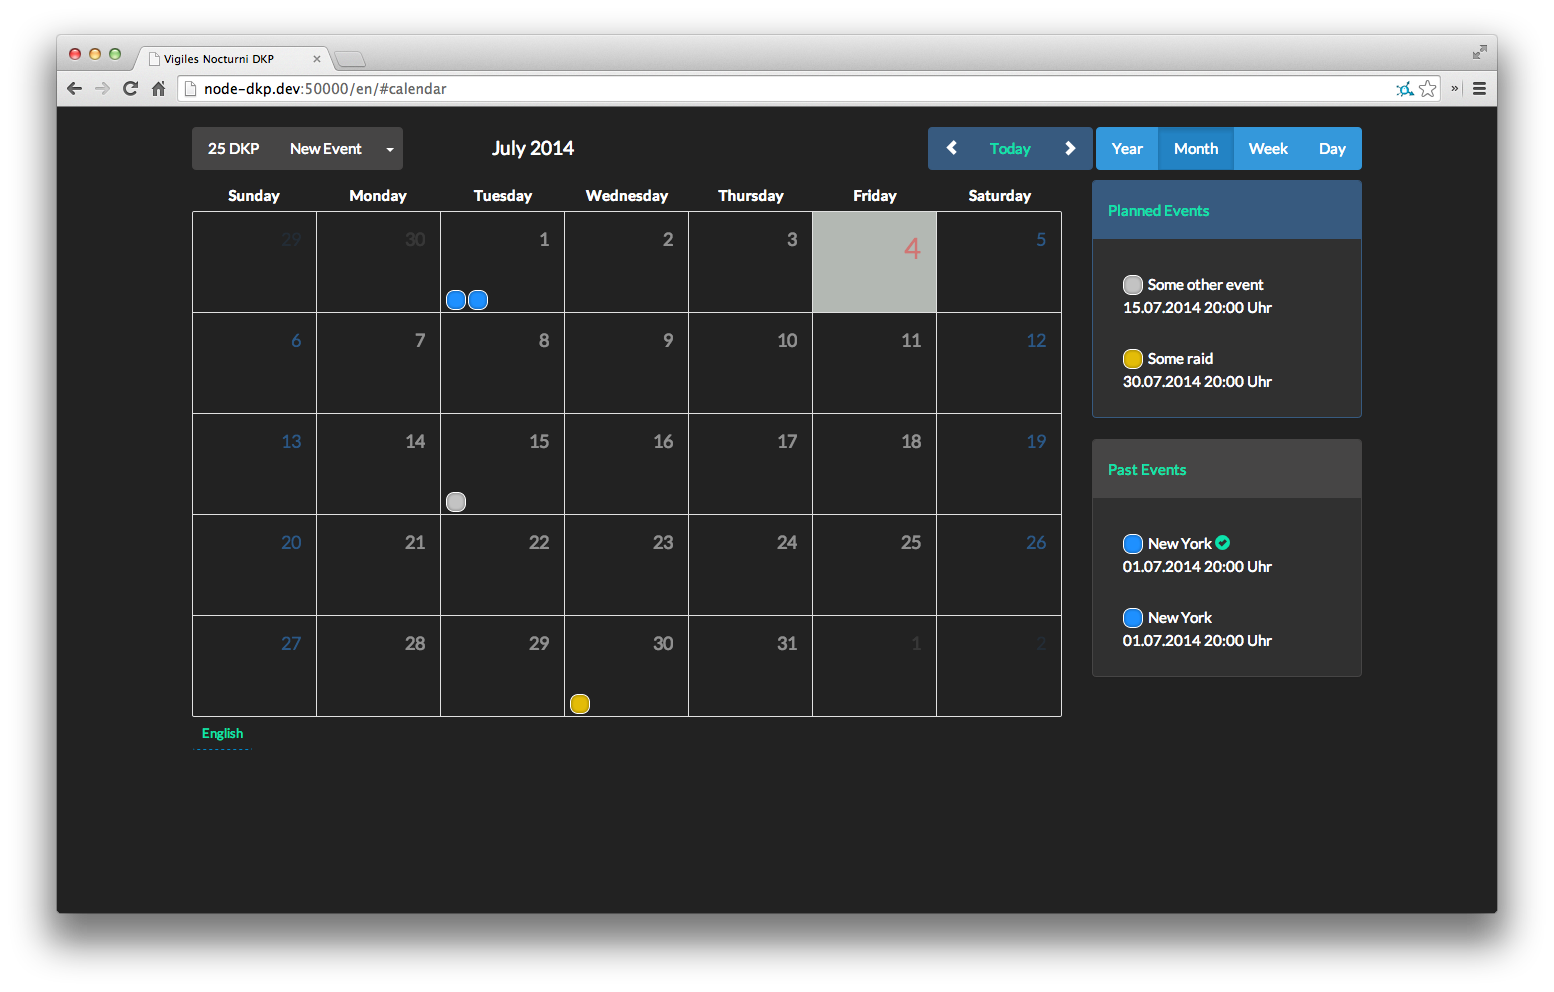 Vigiles Nocturni DKP
node-dkp.dev:50000/en/#calendar
25 DKP New Event July 2014 Today Year Month Week Day
Sunday Monday Tuesday Wednesday Thursday Friday Saturday
29 30 1 2 3 4 5
6 7 8 9 10 11 12
13 14 15 16 17 18 19
20 21 22 23 24 25 26
27 28 29 30 31 1 2
English
Planned Events
Some other event
15.07.2014 20:00 Uhr
Some raid
30.07.2014 20:00 Uhr
Past Events
New York
01.07.2014 20:00 Uhr
New York
01.07.2014 20:00 Uhr